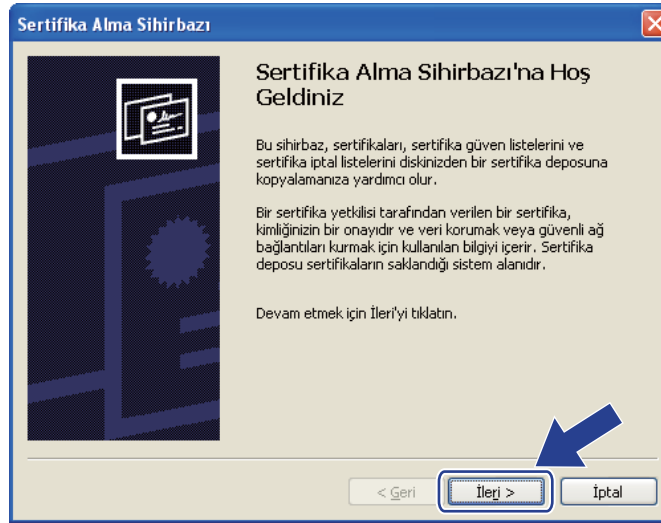 Sertifika Alma Sihirbazı
Sertifika Alma Sihirbazı'na Hoş
Geldiniz
Bu sihirbaz, sertifikaları, sertifika güven listelerini ve
sertifika iptal listelerini diskinizden bir sertifika deposuna
kopyalamanıza yardımcı olur.
Bir sertifika yetkilisi tarafından verilen bir sertifika,
kimliğinizin bir onayıdır ve veri korumak veya güvenli ağ
bağlantıları kurmak için kullanılan bilgiyi içerir. Sertifika
deposu sertifikaların saklandığı sistem alanıdır.
Devam etmek için İleri'yi tıklatın.
< Geri İleri > İptal